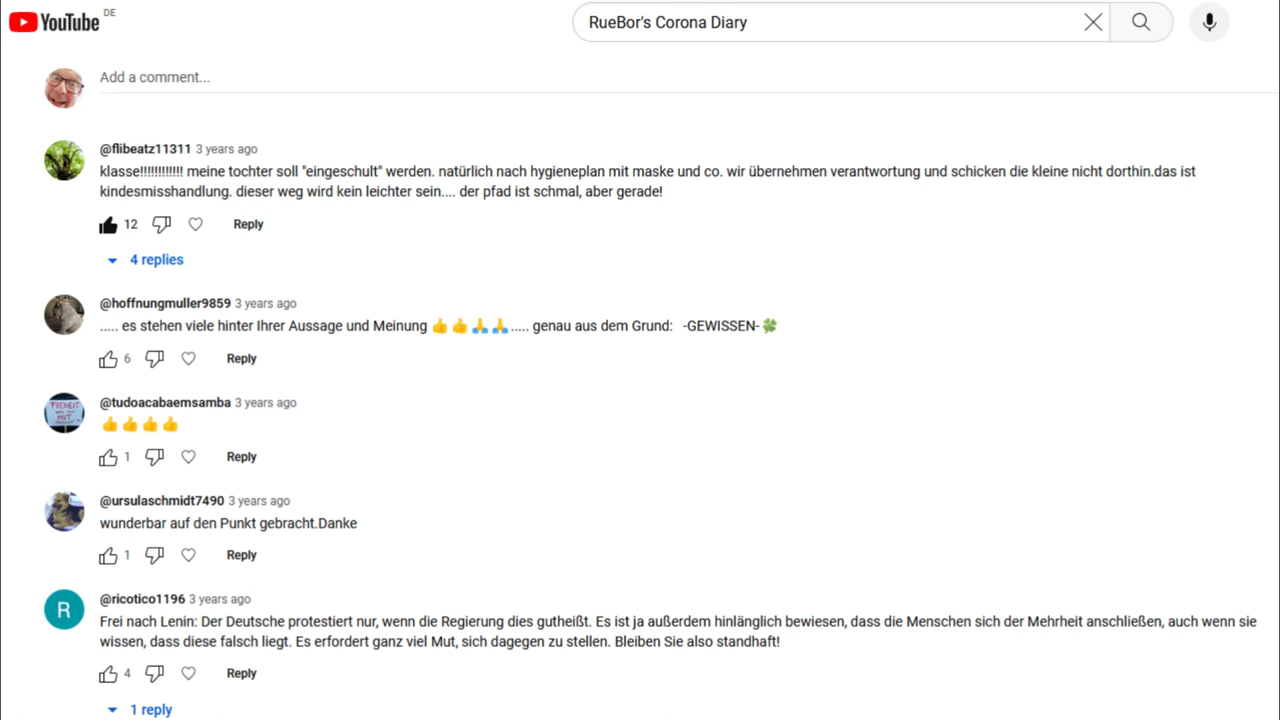 YouTube DE
RueBor's Corona Diary
Add a comment...
@flibeatz11311 3 years ago
klasse!!!!!!!!!!!! meine tochter soll "eingeschult" werden. natürlich nach hygieneplan mit maske und co. wir übernehmen verantwortung und schicken die kleine nicht dorthin.das ist
kindesmisshandlung. dieser weg wird kein leichter sein.... der pfad ist schmal, aber gerade!
12 Reply
4 replies
@hoffnungmuller9859 3 years ago
..... es stehen viele hinter Ihrer Aussage und Meinung 👍👍🙏🙏..... genau aus dem Grund: -GEWISSEN-🍀
6 Reply
@tudoacabaemsamba 3 years ago
👍👍👍👍
1 Reply
@ursulaschmidt7490 3 years ago
wunderbar auf den Punkt gebracht.Danke
1 Reply
R
@ricotico1196 3 years ago
Frei nach Lenin: Der Deutsche protestiert nur, wenn die Regierung dies gutheißt. Es ist ja außerdem hinlänglich bewiesen, dass die Menschen sich der Mehrheit anschließen, auch wenn sie
wissen, dass diese falsch liegt. Es erfordert ganz viel Mut, sich dagegen zu stellen. Bleiben Sie also standhaft!
4 Reply
1 reply